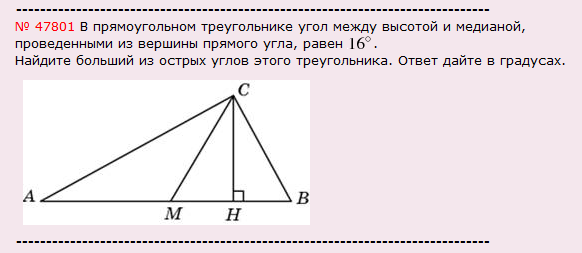 № 47801 В прямоугольном треугольнике угол между высотой и медианой,
проведенными из вершины прямого угла, равен 16°.
Найдите больший из острых углов этого треугольника. Ответ дайте в градусах.
C
A
M
H
B